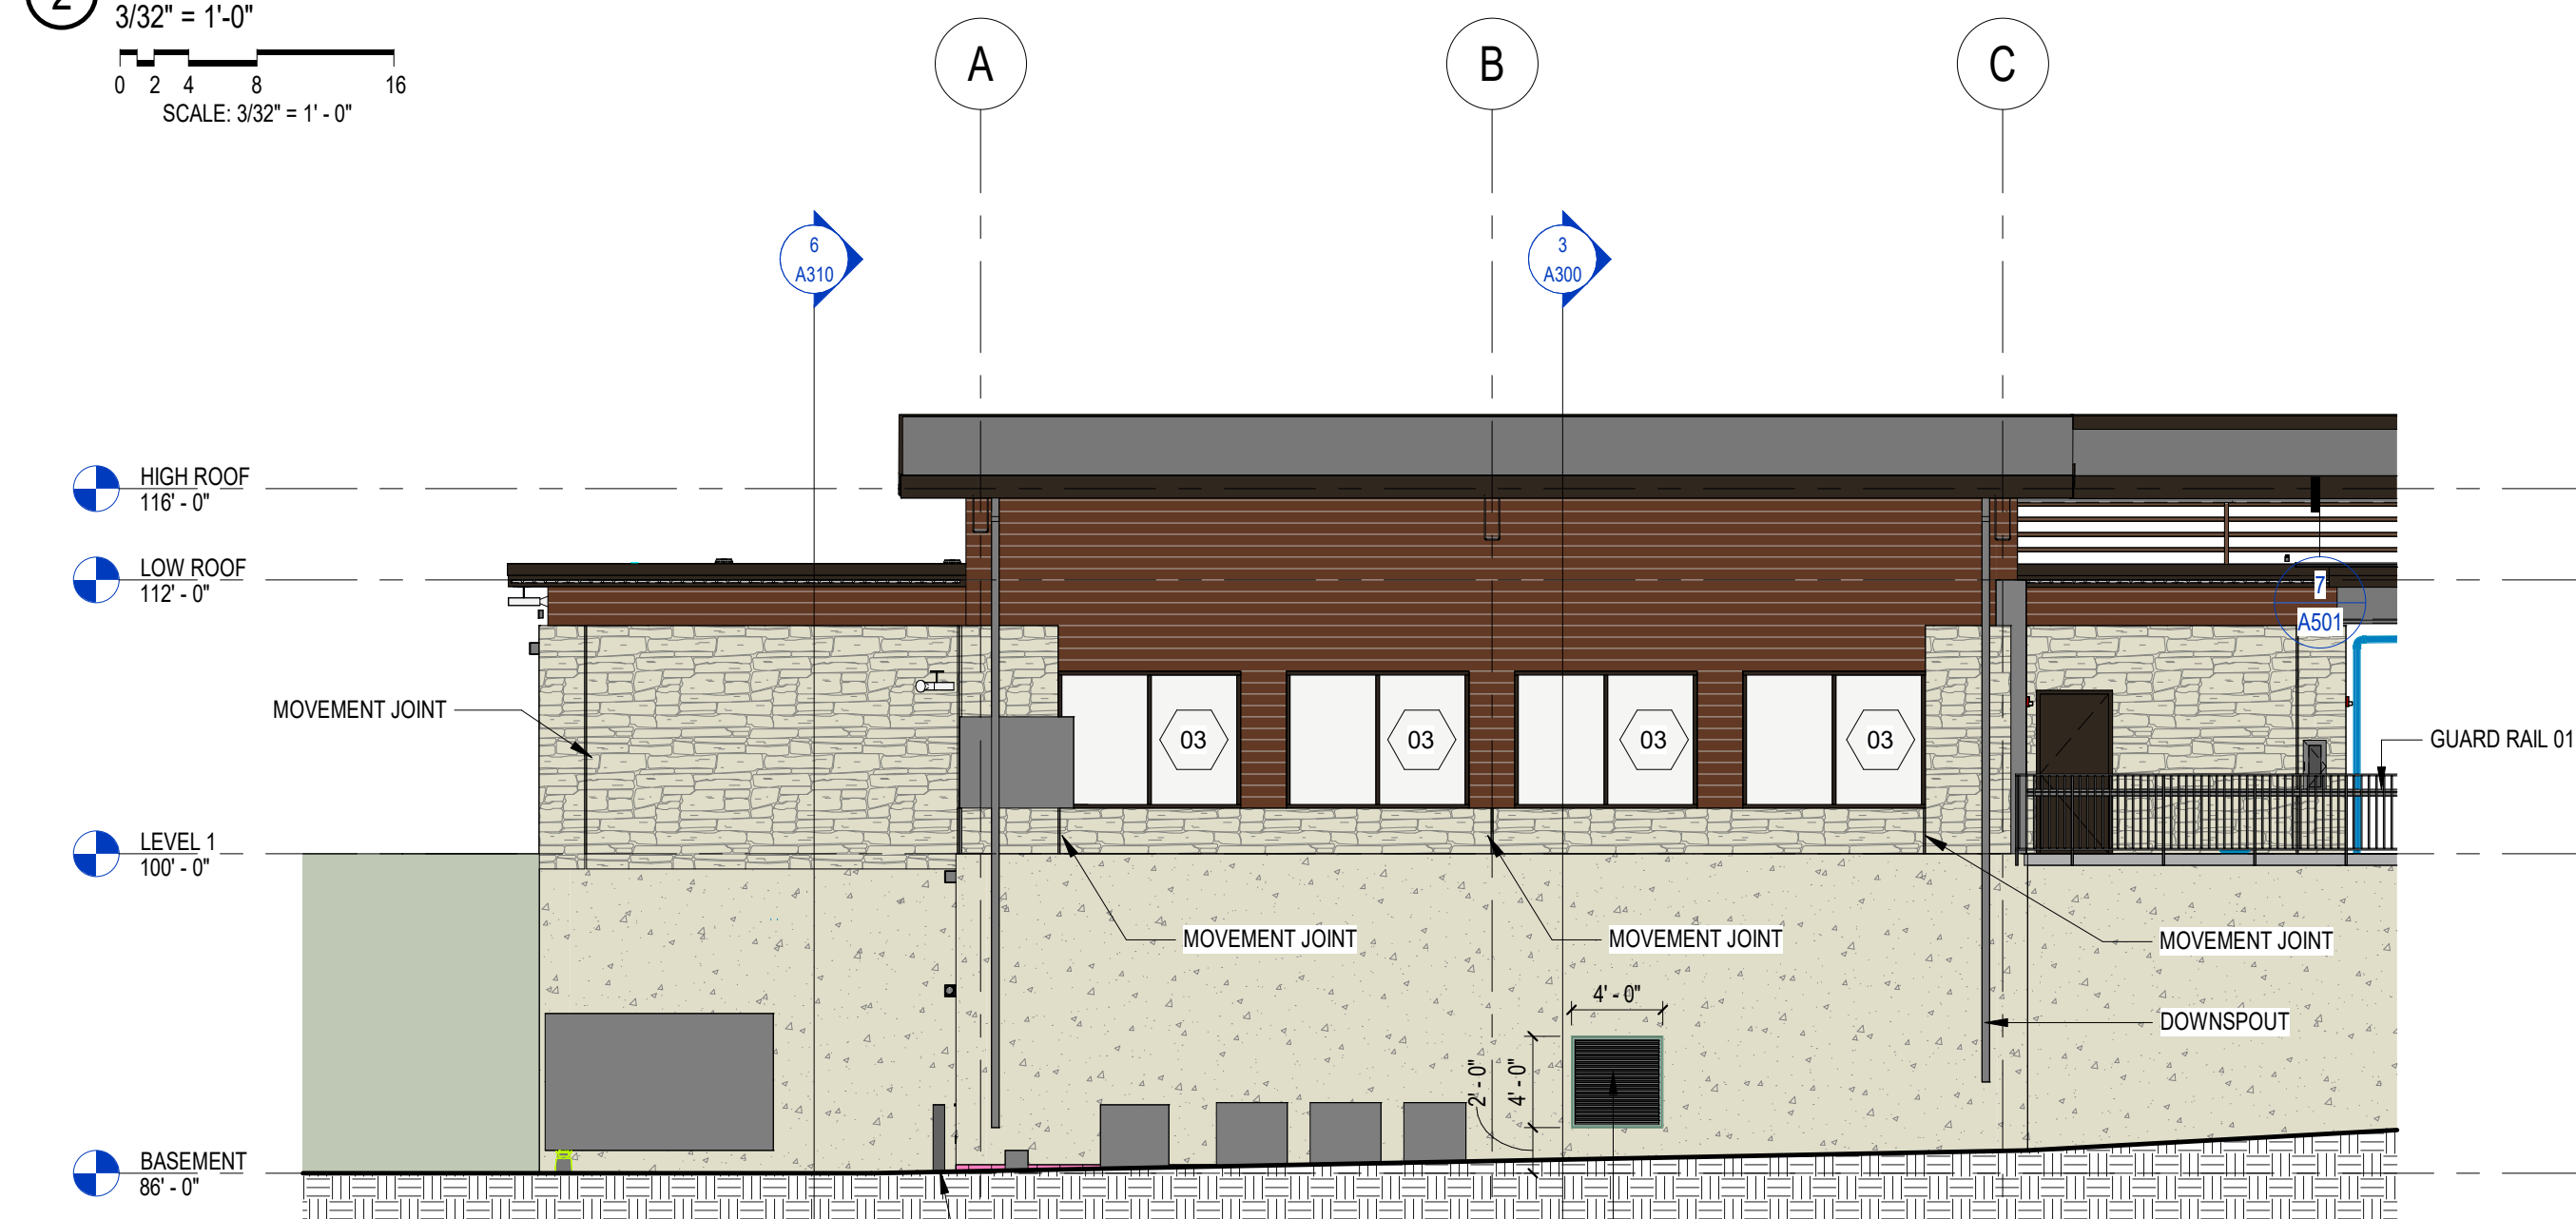 2
3/32" = 1'-0"
0 2 4 8 16
SCALE: 3/32" = 1' - 0"
A
B
C
6
A310
3
A300
HIGH ROOF
116' - 0"
LOW ROOF
112' - 0"
7
A501
MOVEMENT JOINT
03
03
03
03
GUARD RAIL 01
LEVEL 1
100' - 0"
MOVEMENT JOINT
MOVEMENT JOINT
MOVEMENT JOINT
4' - 0"
DOWNSPOUT
2' - 0"
4' - 0"
BASEMENT
86' - 0"